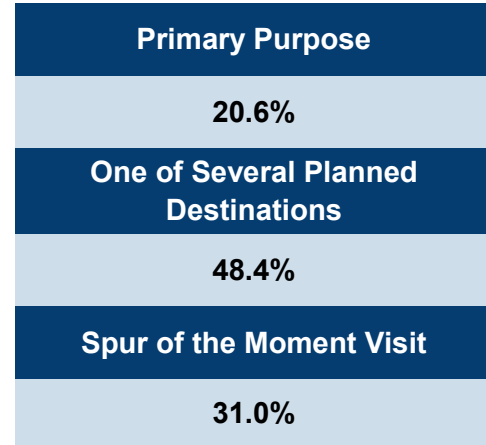 Primary Purpose
20.6%
One of Several Planned
Destinations
48.4%
Spur of the Moment Visit
31.0%